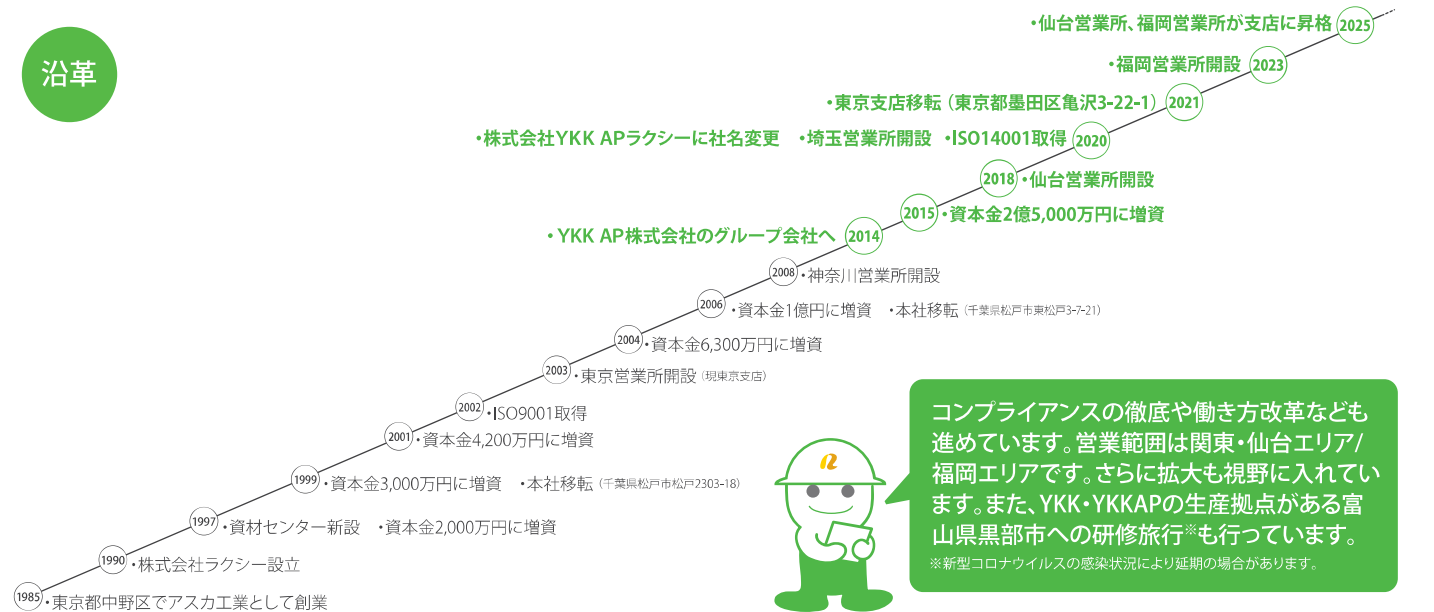 沿革
・仙台営業所、福岡営業所が支店に昇格 2025
・福岡営業所開設 2023
・東京支店移転（東京都墨田区亀沢3-22-1） 2021
・株式会社YKK APラクシーに社名変更 ・埼玉営業所開設 ・ISO14001取得 2020
2018 ・仙台営業所開設
2015 ・資本金2億5,000万円に増資
・YKK AP株式会社のグループ会社へ 2014
2008 ・神奈川営業所開設
2006 ・資本金1億円に増資 ・本社移転（千葉県松戸市東松戸3-7-21）
2004 ・資本金6,300万円に増資
2003 ・東京営業所開設（現東京支店）
2002 ・ISO9001取得
2001 ・資本金4,200万円に増資
1999 ・資本金3,000万円に増資 ・本社移転（千葉県松戸市松戸2303-18）
1997 ・資材センター新設 ・資本金2,000万円に増資
1990 ・株式会社ラクシー設立
1985 ・東京都中野区でアスカ工業として創業
コンプライアンスの徹底や働き方改革なども
進めています。営業範囲は関東・仙台エリア/
福岡エリアです。さらに拡大も視野に入れてい
ます。また、YKK・YKKAPの生産拠点がある富
山県黒部市への研修旅行※も行っています。
※新型コロナウイルスの感染状況により延期の場合があります。